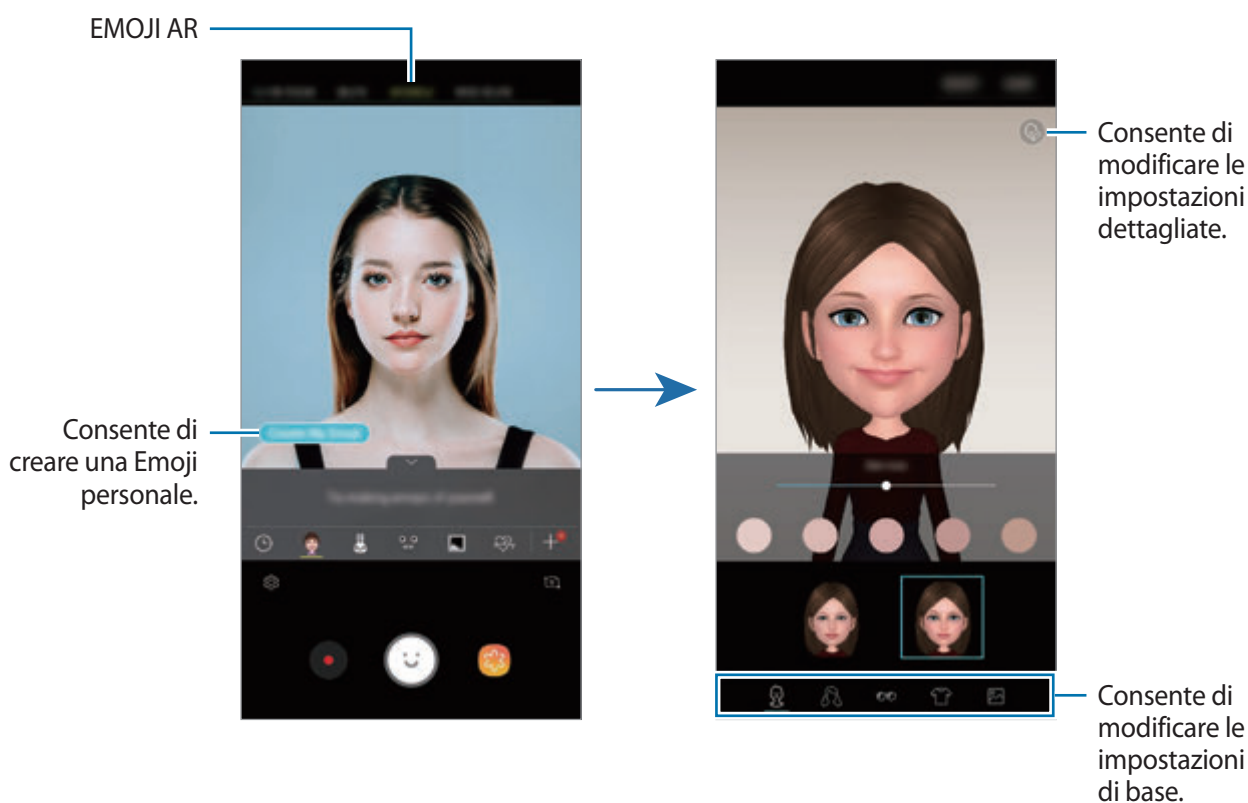 EMOJI AR
Consente di
modificare le
impostazioni
dettagliate.
Consente di
creare una Emoji
personale.
Consente di
modificare le
impostazioni
di base.